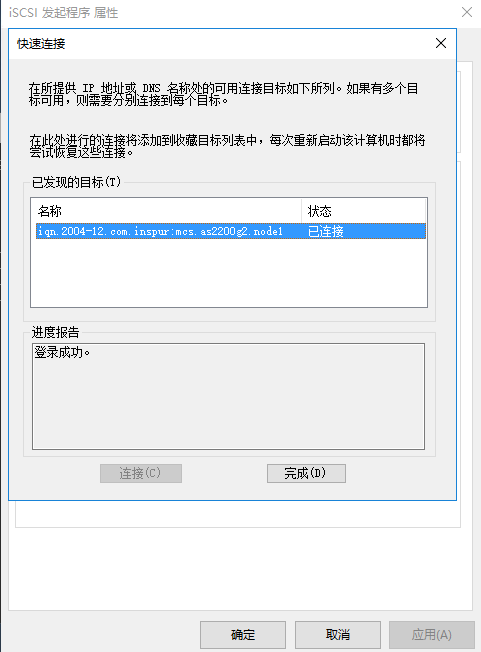 iSCSI 发起程序 属性
快速连接
在所提供 IP 地址或 DNS 名称处的可用连接目标如下所列。如果有多个目
标可用，则需要分别连接到每个目标。
在此处进行的连接将添加到收藏目标列表中，每次重新启动该计算机时都将
尝试恢复这些连接。
已发现的目标(T)
名称 状态
iqn.2004-12.com.inspur:mcs.as2200g2.node1 已连接
进度报告
登录成功。
连接(C) 完成(D)
确定 取消 应用(A)